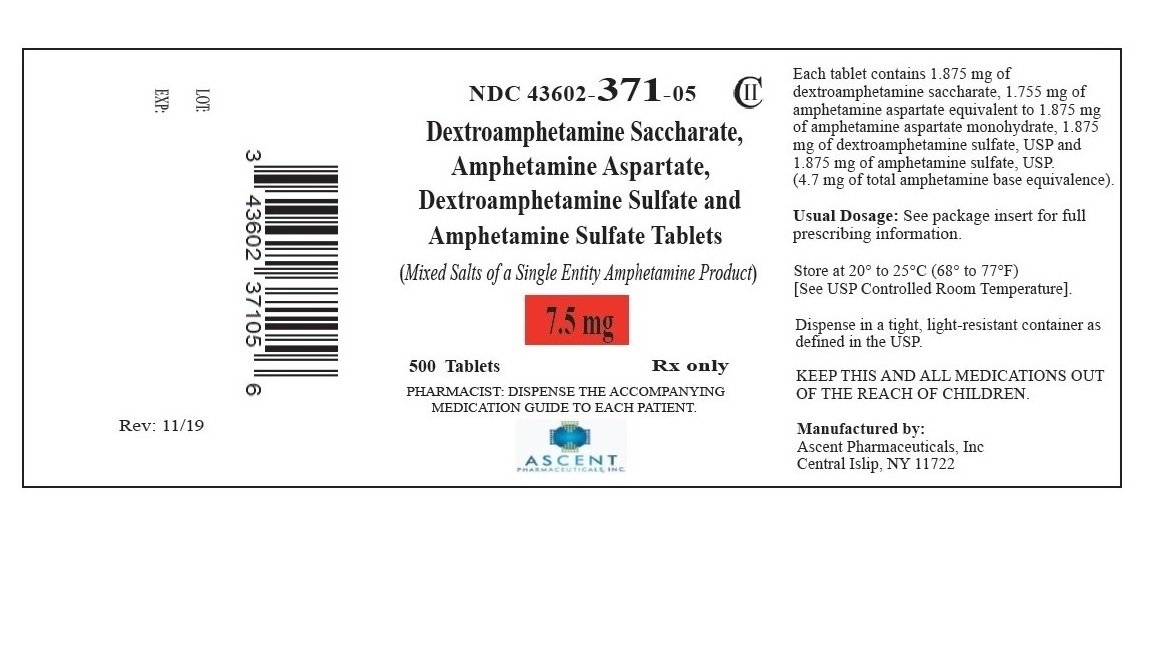 LOT:
EXP:
3 43602 37105 6
Rev: 11/19
NDC 43602-371-05
CII
Dextroamphetamine Saccharate,
Amphetamine Aspartate,
Dextroamphetamine Sulfate and
Amphetamine Sulfate Tablets
(Mixed Salts of a Single Entity Amphetamine Product)
7.5 mg
500 Tablets Rx only
PHARMACIST: DISPENSE THE ACCOMPANYING
MEDICATION GUIDE TO EACH PATIENT.
ASCENT
PHARMACEUTICALS, INC.
Each tablet contains 1.875 mg of
dextroamphetamine saccharate, 1.755 mg of
amphetamine aspartate equivalent to 1.875 mg
of amphetamine aspartate monohydrate, 1.875
mg of dextroamphetamine sulfate, USP and
1.875 mg of amphetamine sulfate, USP.
(4.7 mg of total amphetamine base equivalence).
Usual Dosage: See package insert for full
prescribing information.
Store at 20° to 25°C (68° to 77°F)
[See USP Controlled Room Temperature].
Dispense in a tight, light-resistant container as
defined in the USP.
KEEP THIS AND ALL MEDICATIONS OUT
OF THE REACH OF CHILDREN.
Manufactured by:
Ascent Pharmaceuticals, Inc
Central Islip, NY 11722